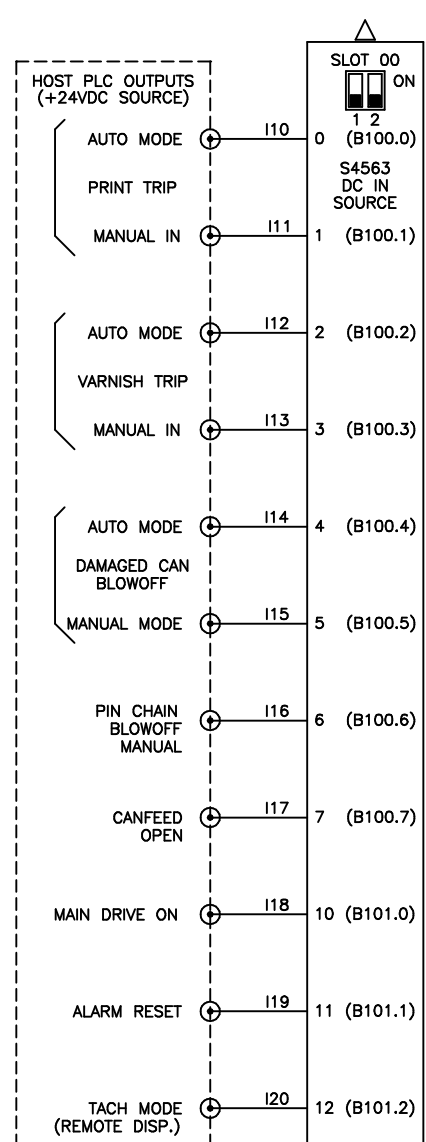 SLOT 00
ON
1 2
HOST PLC OUTPUTS
(+24VDC SOURCE)
AUTO MODE I10 0 (B100.0)
S4563
DC IN
SOURCE
PRINT TRIP
MANUAL IN I11 1 (B100.1)
AUTO MODE I12 2 (B100.2)
VARNISH TRIP
MANUAL IN I13 3 (B100.3)
AUTO MODE I14 4 (B100.4)
DAMAGED CAN
BLOWOFF
MANUAL MODE I15 5 (B100.5)
PIN CHAIN
BLOWOFF
MANUAL
I16 6 (B100.6)
CANFEED
OPEN
I17 7 (B100.7)
MAIN DRIVE ON I18 10 (B101.0)
ALARM RESET I19 11 (B101.1)
TACH MODE
(REMOTE DISP.)
I20 12 (B101.2)